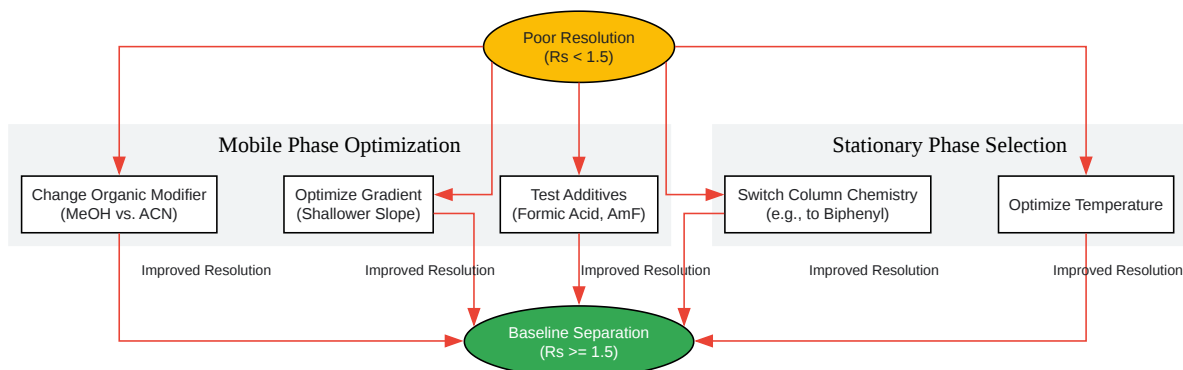 Poor Resolution
(Rs < 1.5)
Mobile Phase Optimization
Stationary Phase Selection
Change Organic Modifier
(MeOH vs. ACN)
Optimize Gradient
(Shallower Slope)
Test Additives
(Formic Acid, AmF)
Switch Column Chemistry
(e.g., to Biphenyl)
Optimize Temperature
Improved Resolution
Improved Resolution
Improved Resolution
Improved Resolution
Improved Resolution
Baseline Separation
(Rs >= 1.5)